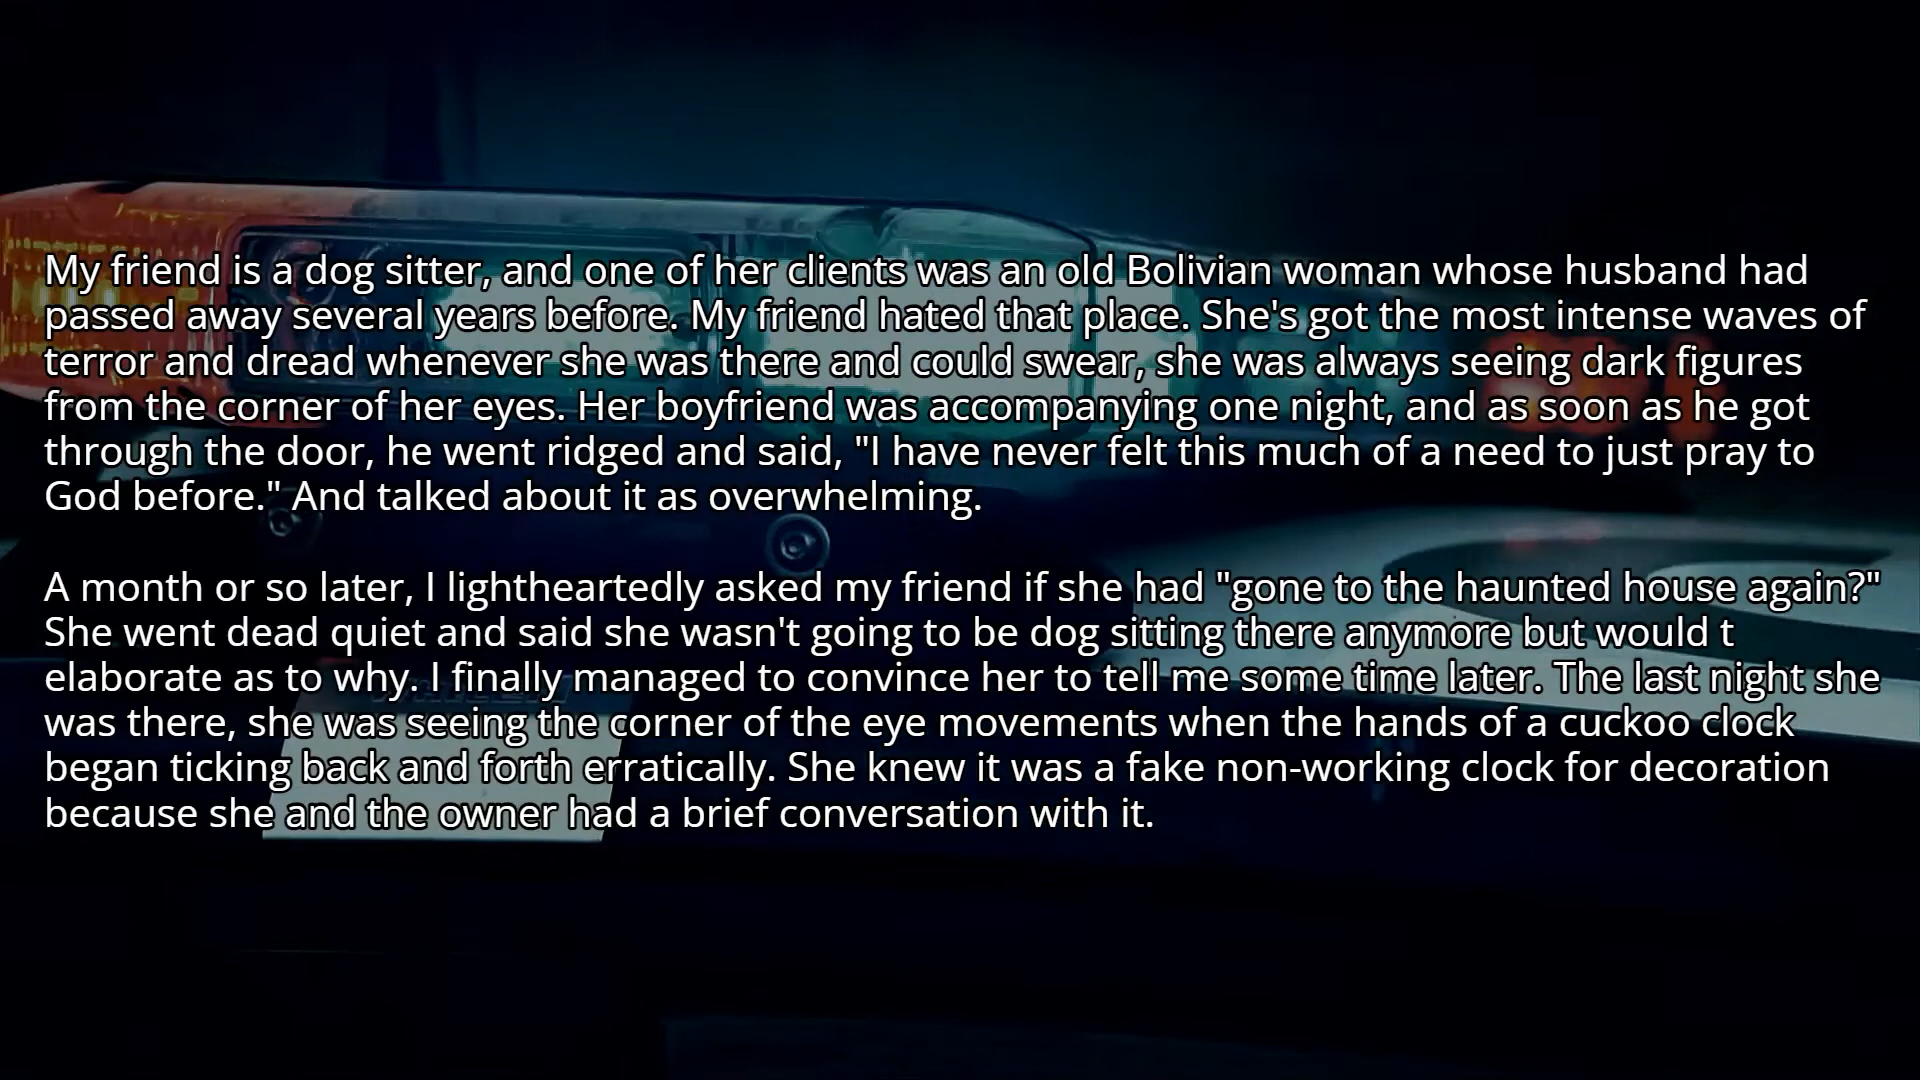 My friend is a dog sitter, and one of her clients was an old Bolivian woman whose husband had
passed away several years before. My friend hated that place. She's got the most intense waves of
terror and dread whenever she was there and could swear, she was always seeing dark figures
from the corner of her eyes. Her boyfriend was accompanying one night, and as soon as he got
through the door, he went ridged and said, "I have never felt this much of a need to just pray to
God before." And talked about it as overwhelming.
A month or so later, I lightheartedly asked my friend if she had "gone to the haunted house again?"
She went dead quiet and said she wasn't going to be dog sitting there anymore but would t
elaborate as to why. I finally managed to convince her to tell me some time later. The last night she
was there, she was seeing the corner of the eye movements when the hands of a cuckoo clock
began ticking back and forth erratically. She knew it was a fake non-working clock for decoration
because she and the owner had a brief conversation with it.